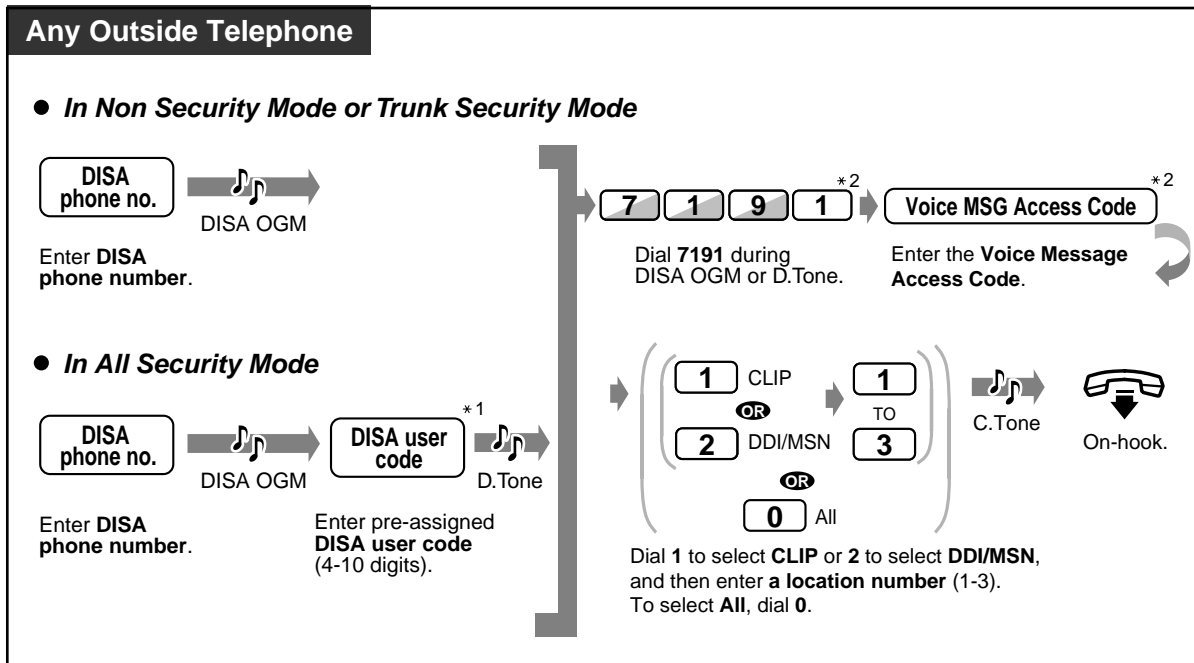 Any Outside Telephone
● In Non Security Mode or Trunk Security Mode
DISA
phone no.
DISA OGM
Enter DISA
phone number.
● In All Security Mode
DISA
phone no.
DISA OGM
DISA user
code
*1
D.Tone
Enter DISA
phone number.
Enter pre-assigned
DISA user code
(4-10 digits).
7 1 9 1 *2
Dial 7191 during
DISA OGM or D.Tone.
Voice MSG Access Code *2
Enter the Voice Message
Access Code.
1 CLIP
OR
2 DDI/MSN
1
TO
3
OR
0 All
C.Tone
On-hook.
Dial 1 to select CLIP or 2 to select DDI/MSN,
and then enter a location number (1-3).
To select All, dial 0.